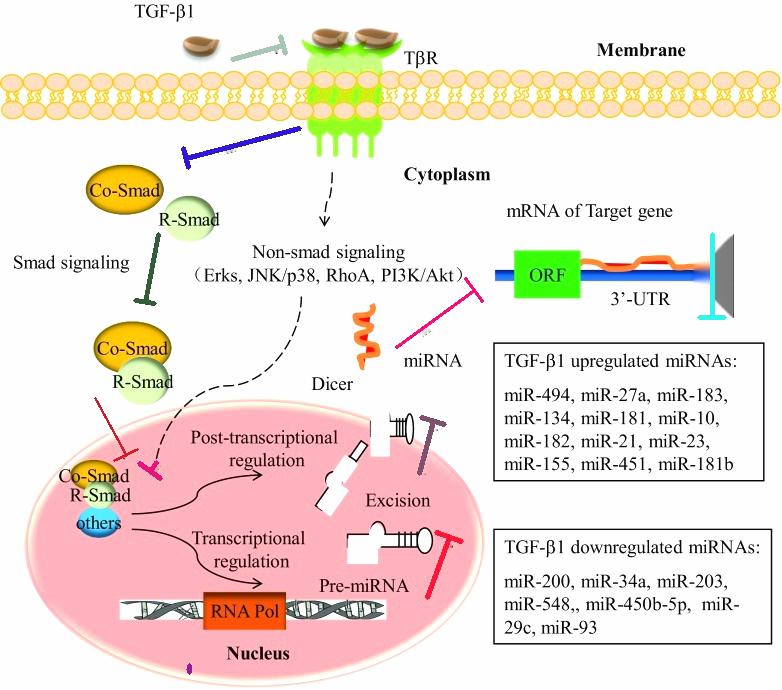 TGF-β1
TβR
Membrane
Cytoplasm
Co-Smad
R-Smad
mRNA of Target gene
Smad signaling
Non-smad signaling
(Erks, JNK/p38, RhoA, PI3K/Akt)
ORF
3'-UTR
Co-Smad
R-Smad
miRNA
Dicer
TGF-β1 upregulated miRNAs:
miR-494, miR-27a, miR-183,
miR-134, miR-181, miR-10,
miR-182, miR-21, miR-23,
miR-155, miR-451, miR-181b
Post-transcriptional
regulation
Co-Smad
R-Smad
others
Excision
Transcriptional
regulation
Pre-miRNA
RNA Pol
Nucleus
TGF-β1 downregulated miRNAs:
miR-200, miR-34a, miR-203,
miR-548,, miR-450b-5p, miR-
29c, miR-93